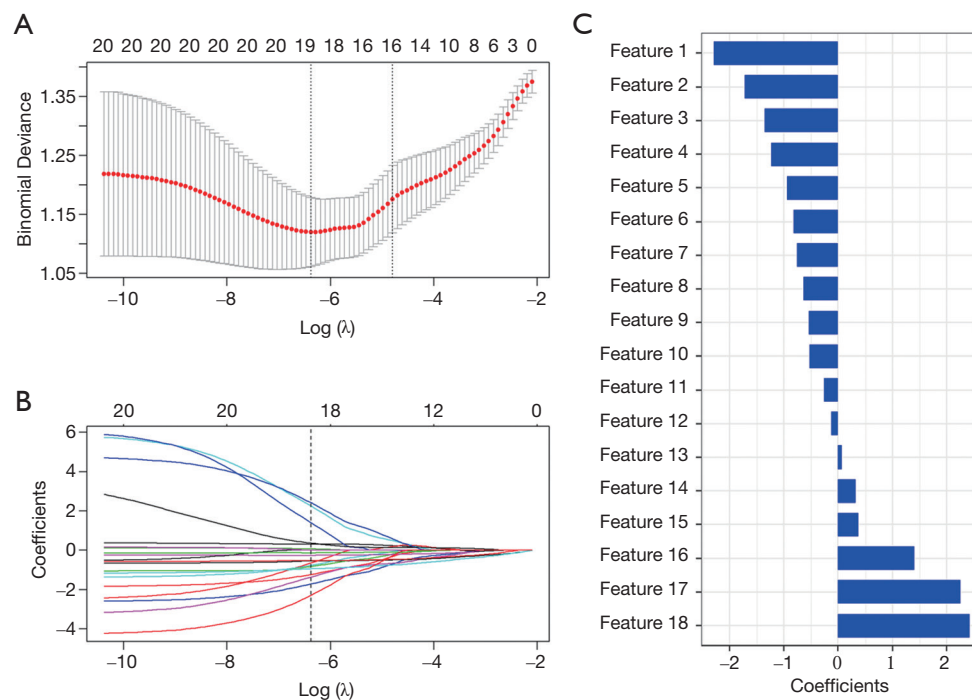 A
20 20 20 20 20 20 20 19 18 16 16 14 10 8 6 3 0
1.35
1.25
1.15
1.05
Binomial Deviance
–10 –8 –6 –4 –2
Log (λ)
B
20 20 18 12 0
6
4
2
0
–2
–4
Coefficients
–10 –8 –6 –4 –2
Log (λ)
C
Feature 1
Feature 2
Feature 3
Feature 4
Feature 5
Feature 6
Feature 7
Feature 8
Feature 9
Feature 10
Feature 11
Feature 12
Feature 13
Feature 14
Feature 15
Feature 16
Feature 17
Feature 18
–2 –1 0 1 2
Coefficients